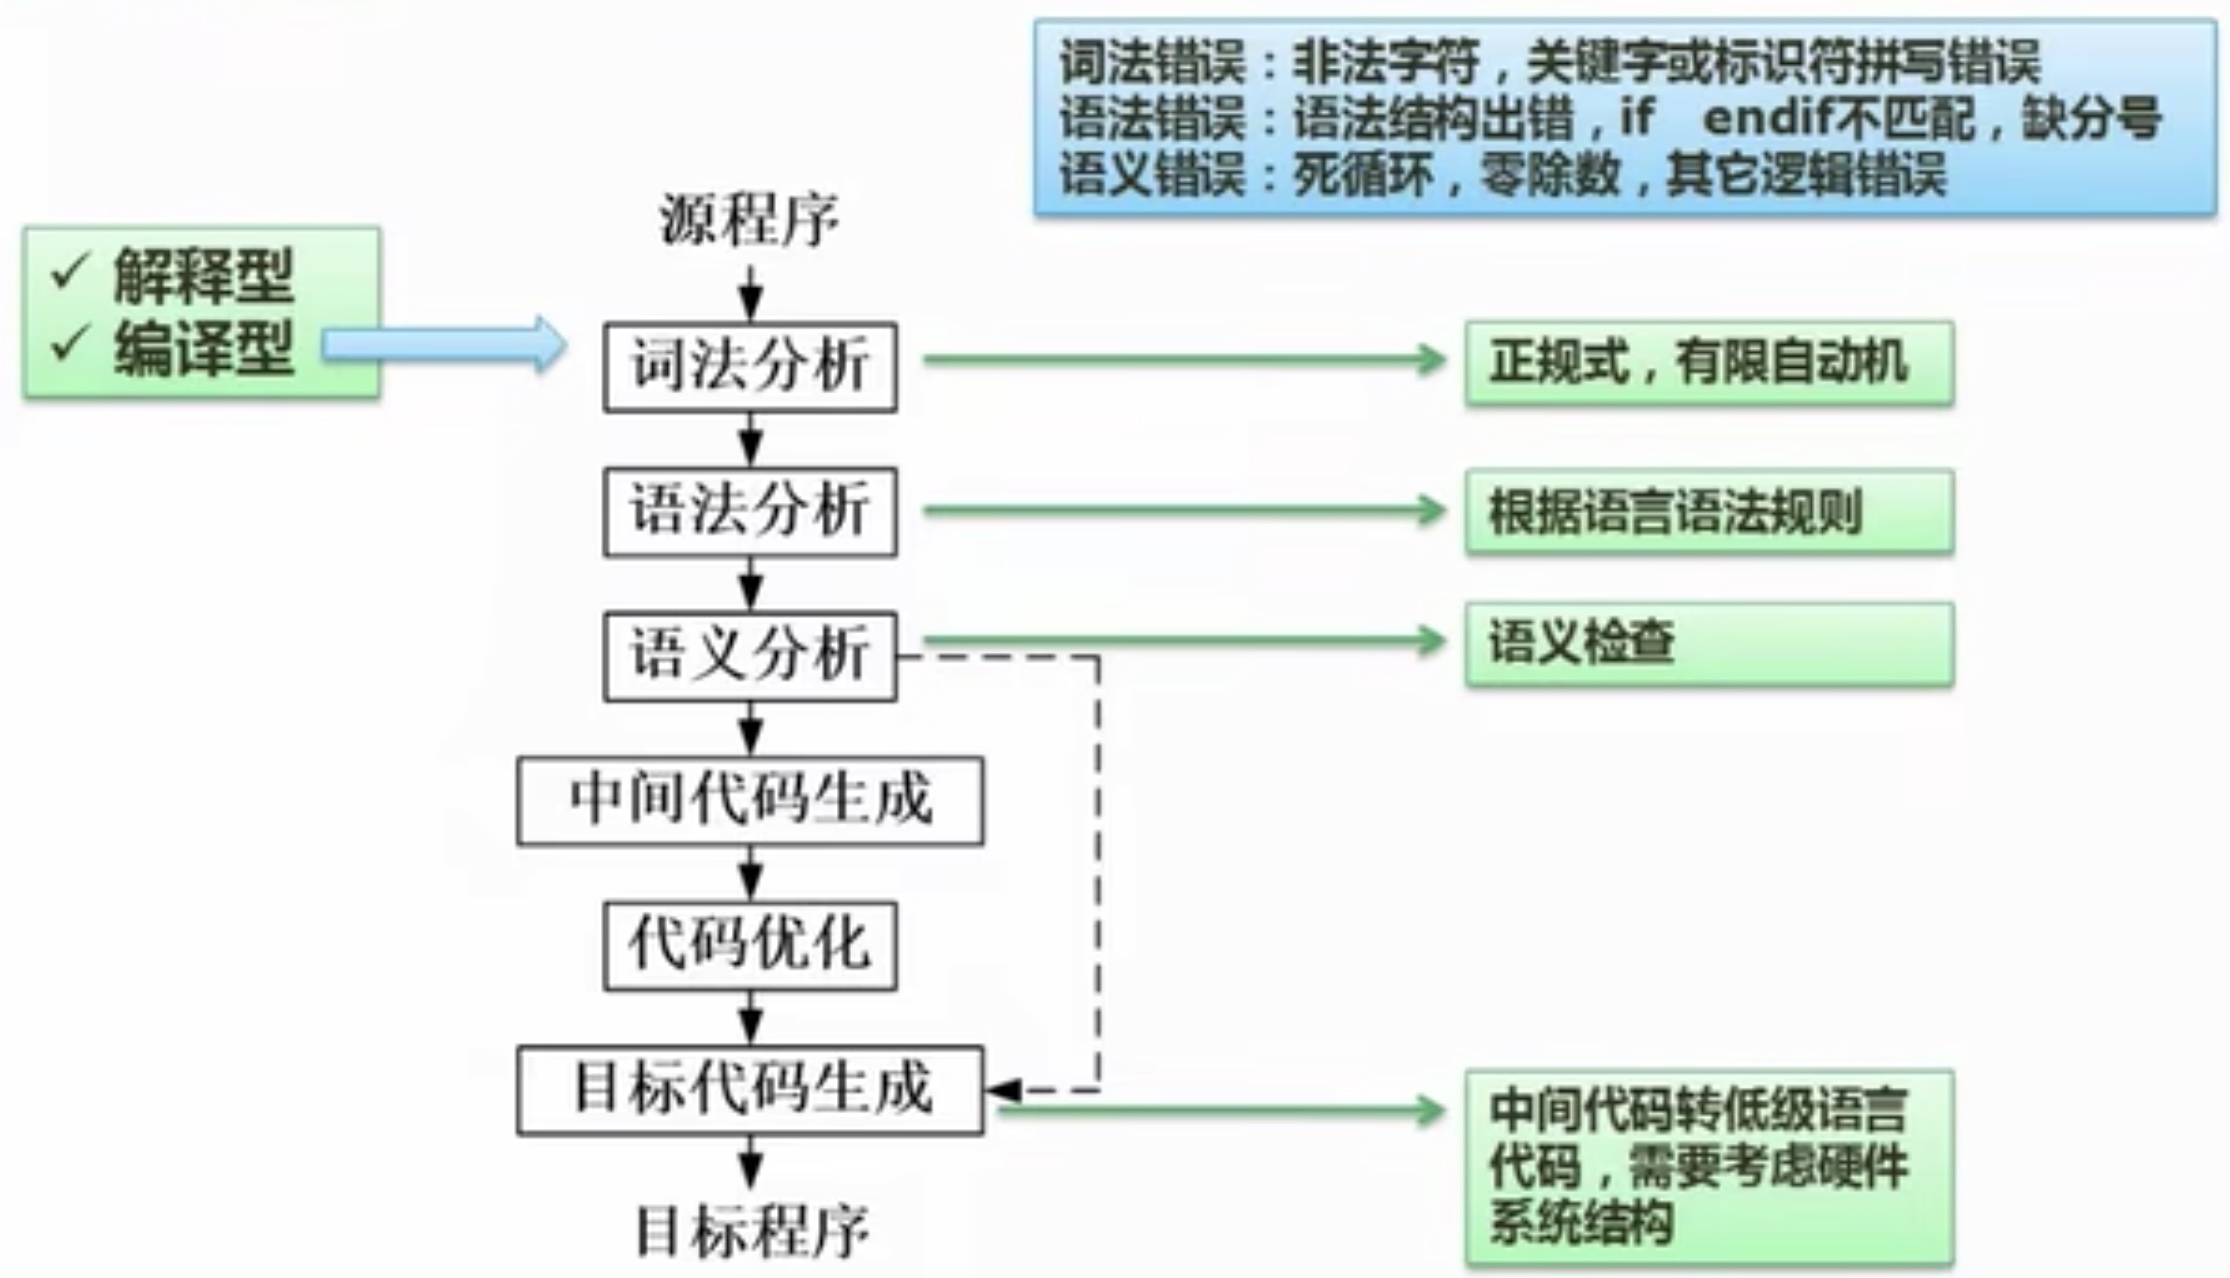 词法错误：非法字符，关键字或标识符拼写错误
语法错误：语法结构出错，if endif不匹配，缺分号
语义错误：死循环，零除数，其它逻辑错误
源程序
✓ 解释型
✓ 编译型
词法分析
正规式，有限自动机
语法分析
根据语言语法规则
语义分析
语义检查
中间代码生成
代码优化
目标代码生成
中间代码转低级语言
代码，需要考虑硬件
系统结构
目标程序